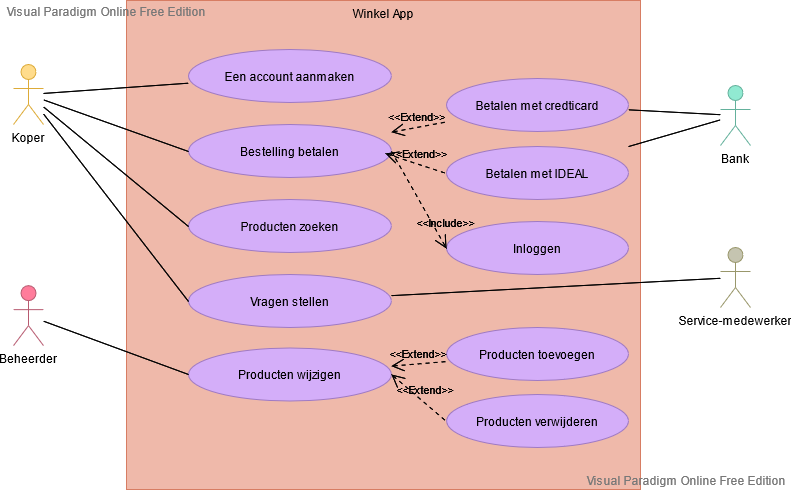 Visual Paradigm Online Free Edition
Winkel App
Koper
Een account aanmaken
Betalen met credticard
<<Extend>>
Bank
Bestelling betalen
<<Extend>>
Betalen met IDEAL
Producten zoeken
<<Include>>
Inloggen
Vragen stellen
Service-medewerker
Beheerder
Producten wijzigen
<<Extend>>
Producten toevoegen
<<Extend>>
Producten verwijderen
Visual Paradigm Online Free Edition